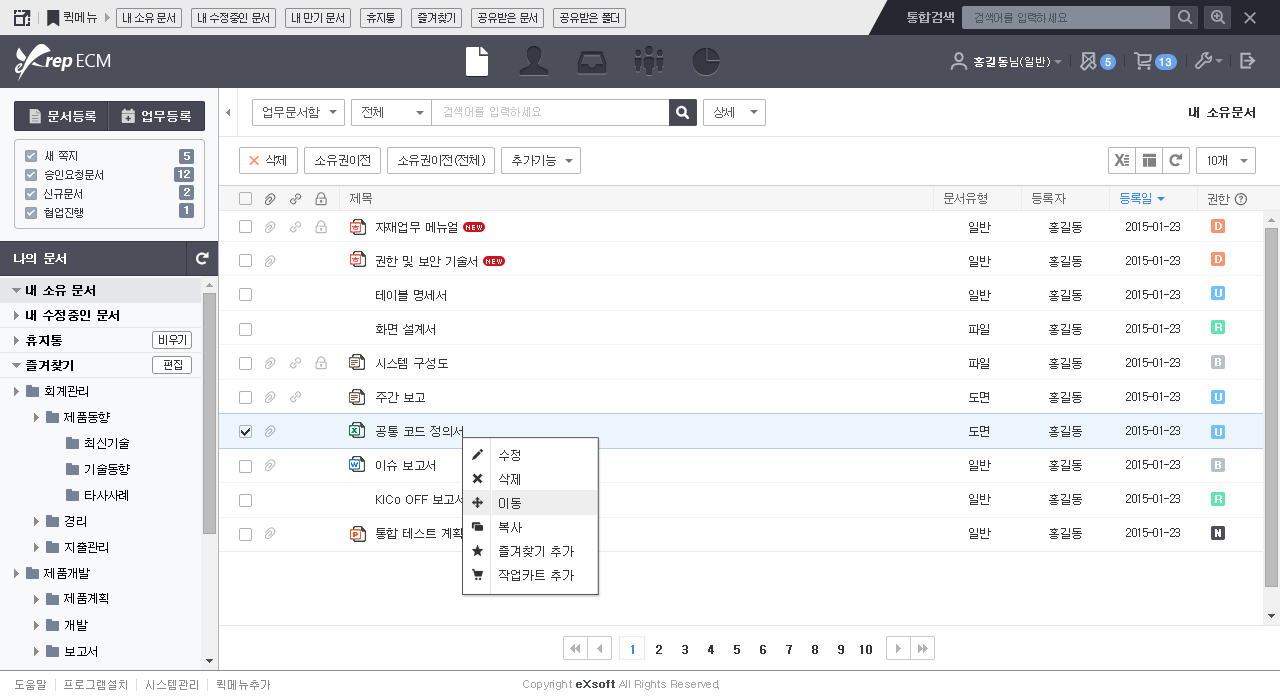 퀵메뉴 내 소유 문서 내 수정중인 문서 내 만기 문서 휴지통 즐겨찾기 공유받은 문서 공유받은 폴더 통합검색 검색어를 입력하세요
Xrep ECM 홍길동님(일반) 5 13
문서등록 업무등록
새 쪽지 5
승인요청문서 12
신규문서 2
협업진행 1
나의 문서
내 소유 문서
내 수정중인 문서
휴지통 비우기
즐겨찾기 편집
회계관리
제품동향
최신기술
기술동향
타사사례
경리
지출관리
제품개발
제품계획
개발
보고서
업무문서함 전체 검색어를 입력하세요 상세 내 소유문서
삭제 소유권이전 소유권이전(전체) 추가기능 10개
제목 문서유형 등록자 등록일 권한
자재업무 메뉴얼 NEW 일반 홍길동 2015-01-23 D
권한 및 보안 기술서 NEW 일반 홍길동 2015-01-23 D
테이블 명세서 일반 홍길동 2015-01-23 U
화면 설계서 파일 홍길동 2015-01-23 R
시스템 구성도 파일 홍길동 2015-01-23 B
주간 보고 도면 홍길동 2015-01-23 U
공통 코드 정의서 도면 홍길동 2015-01-23 U
이슈 보고서 일반 홍길동 2015-01-23 B
KICo OFF 보고서 일반 홍길동 2015-01-23 R
통합 테스트 계획 일반 홍길동 2015-01-23 N
수정
삭제
이동
복사
즐겨찾기 추가
작업카트 추가
1 2 3 4 5 6 7 8 9 10
도움말 프로그램설치 시스템관리 퀵메뉴추가 Copyright eXsoft All Rights Reserved,